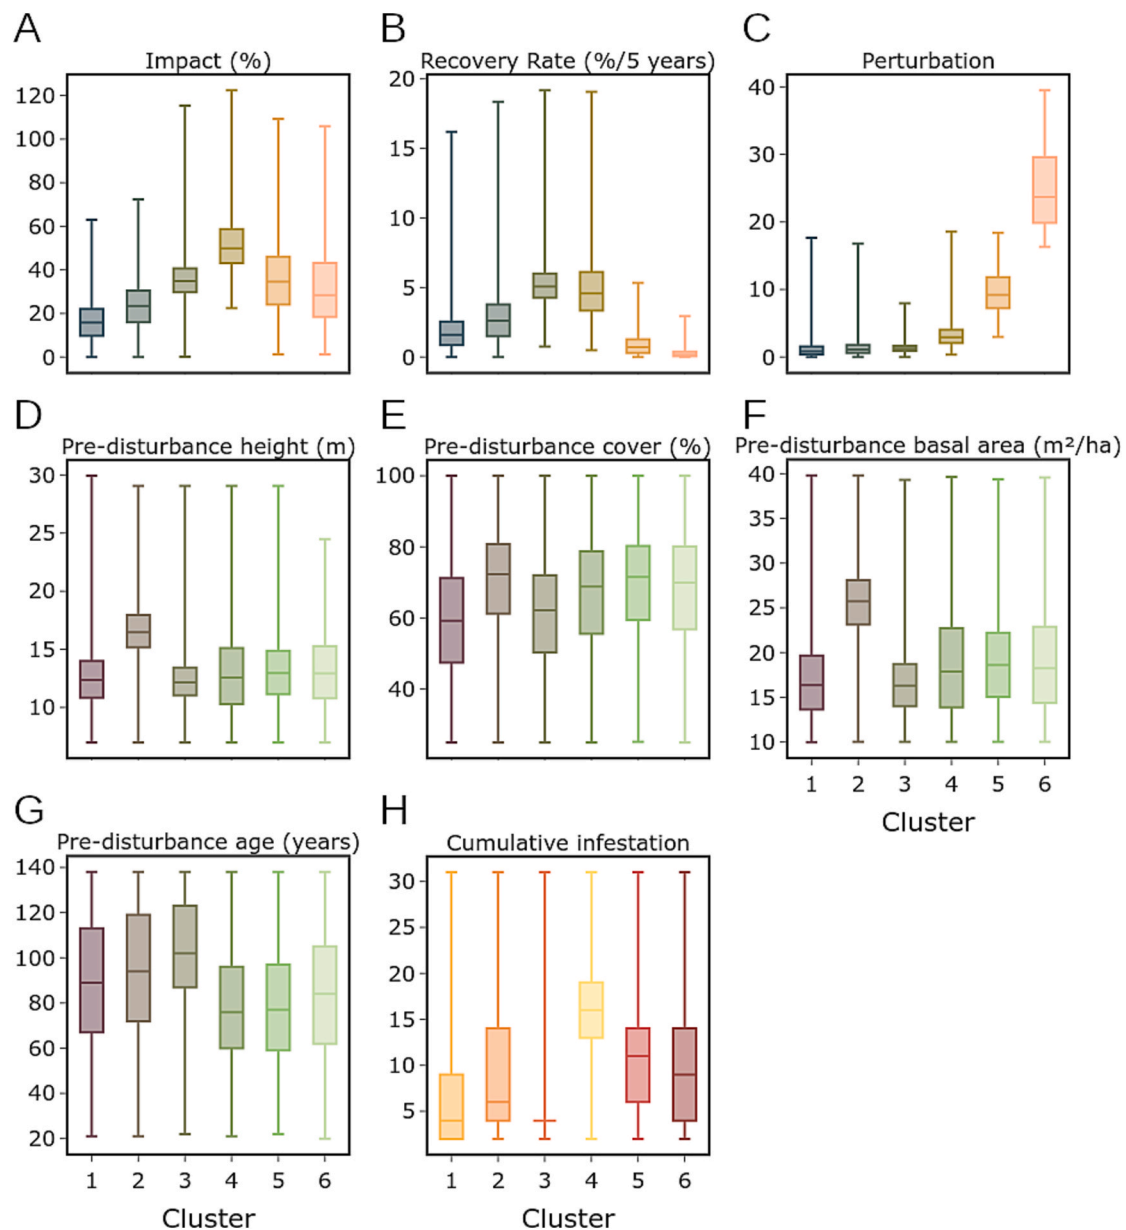 A
B
C
Impact (%)
Recovery Rate (%/5 years)
Perturbation
120
100
80
60
40
20
0
20
15
10
5
0
40
30
20
10
0
D
E
F
Pre-disturbance height (m)
Pre-disturbance cover (%)
Pre-disturbance basal area (m²/ha)
30
25
20
15
10
100
80
60
40
40
35
30
25
20
15
10
1 2 3 4 5 6
Cluster
G
H
Pre-disturbance age (years)
Cumulative infestation
140
120
100
80
60
40
20
30
25
20
15
10
5
1 2 3 4 5 6
1 2 3 4 5 6
Cluster
Cluster